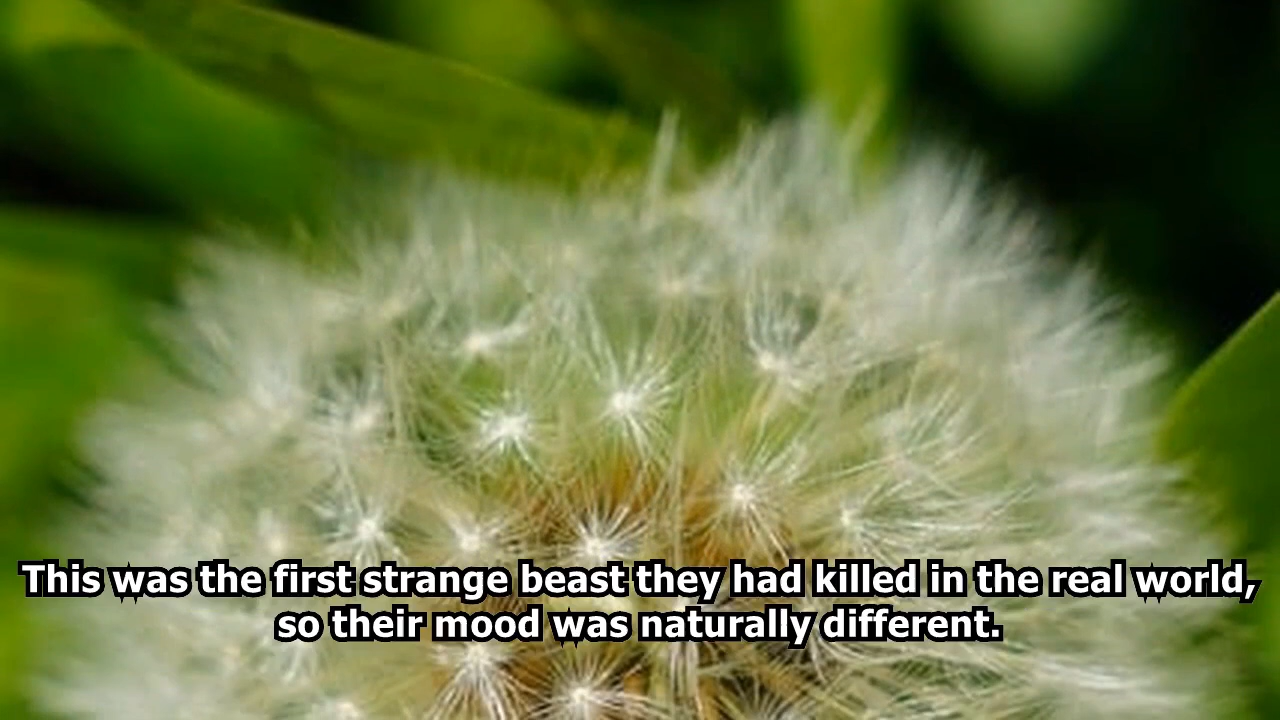 This was the first strange beast they had killed in the real world,
so their mood was naturally different.